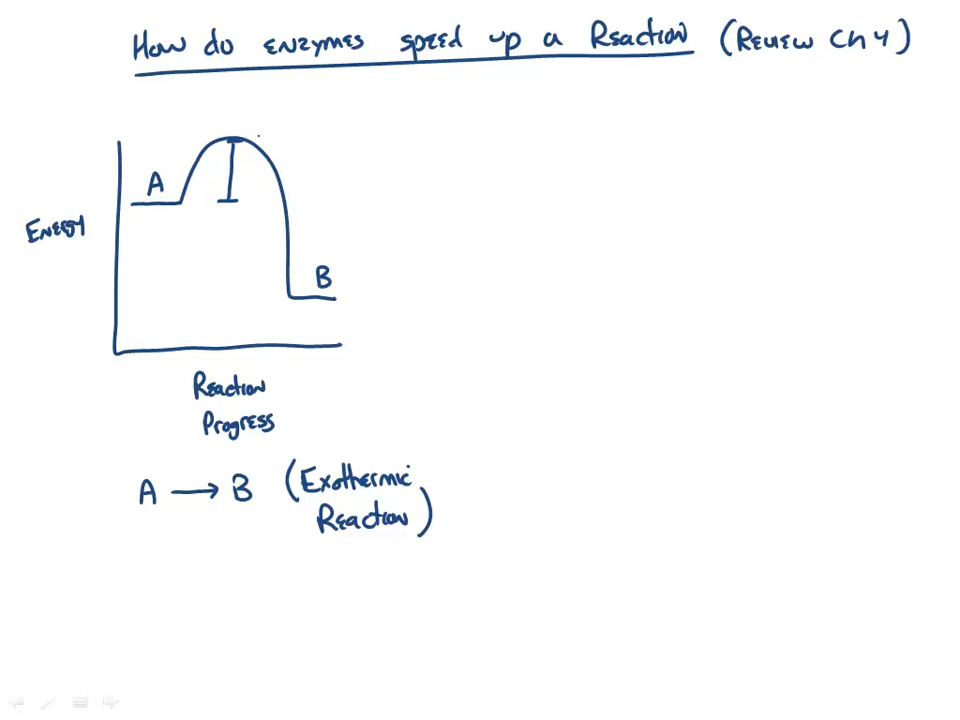 How do enzymes speed up a Reaction (Review Ch 4)
A
Energy
B
Reaction
Progress
A → B (Exothermic
Reaction)